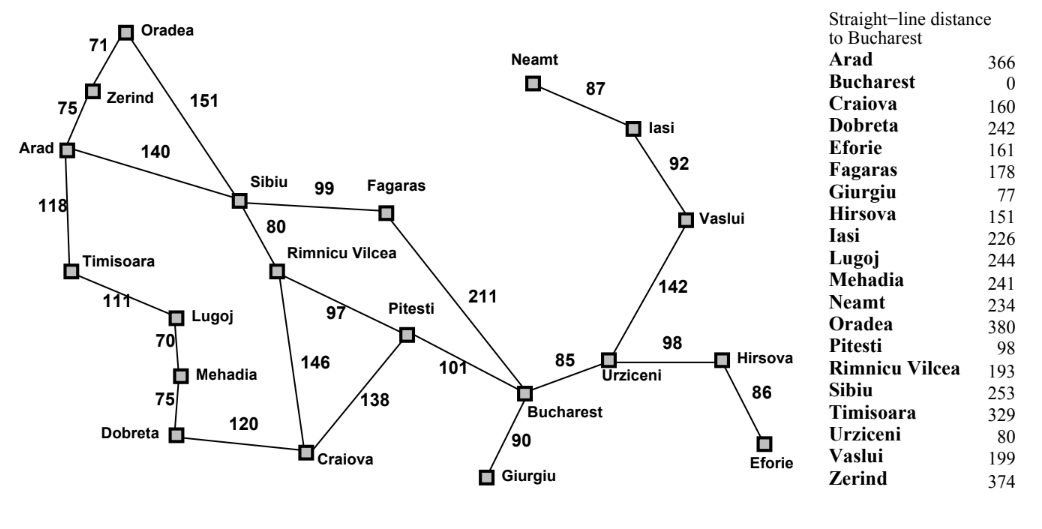 Oradea
71
Neamt
Zerind
87
75
151
Iasi
Arad
140
92
Sibiu
99
Fagaras
118
80
Vaslui
Timisoara
Rimnicu Vilcea
142
111
Lugoj
97
Pitesti
211
70
98
Hirsova
Mehadia
146
101
85
Urziceni
75
138
86
Dobreta
120
Bucharest
90
Craiova
Eforie
Giurgiu
Straight−line distance
to Bucharest
Arad 366
Bucharest 0
Craiova 160
Dobreta 242
Eforie 161
Fagaras 178
Giurgiu 77
Hirsova 151
Iasi 226
Lugoj 244
Mehadia 241
Neamt 234
Oradea 380
Pitesti 98
Rimnicu Vilcea 193
Sibiu 253
Timisoara 329
Urziceni 80
Vaslui 199
Zerind 374